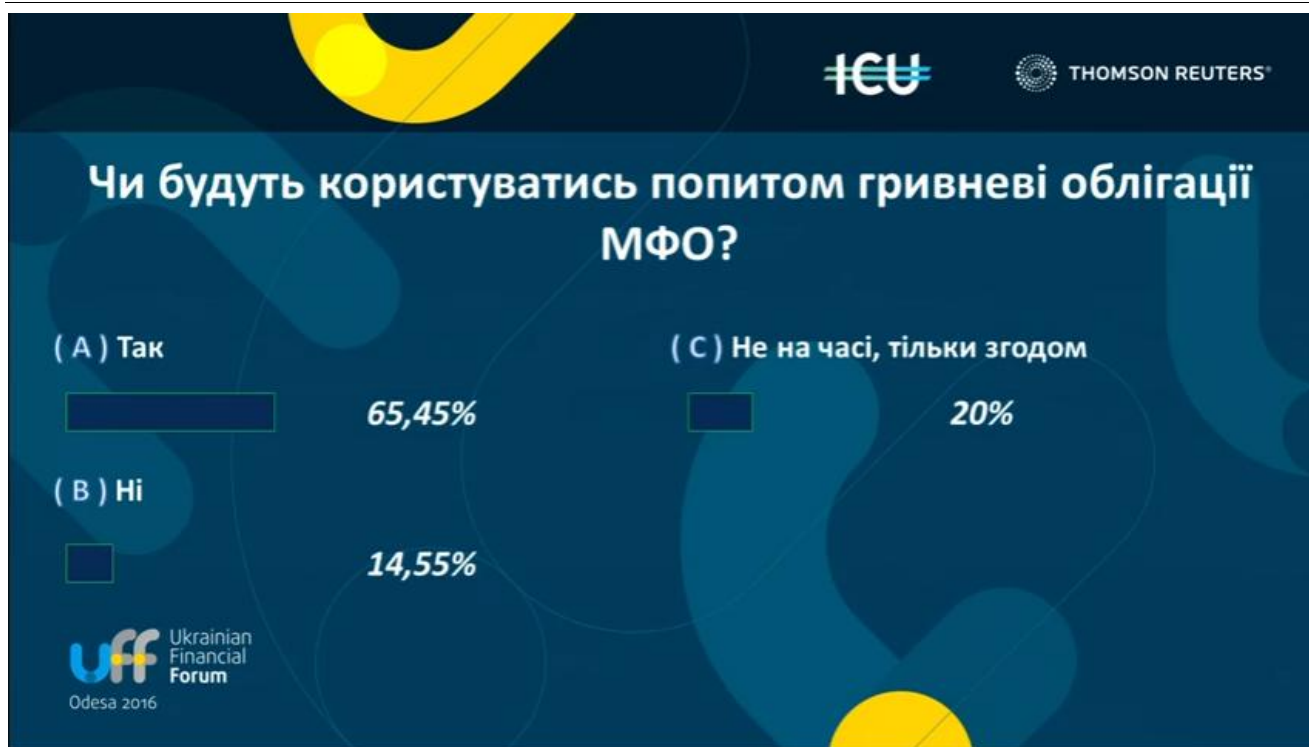 ICU
THOMSON REUTERS®
Чи будуть користуватись попитом гривневі облігації
МФО?
( A ) Так
65,45%
( C ) Не на часі, тільки згодом
20%
( B ) Ні
14,55%
uff
Ukrainian
Financial
Forum
Odesa 2016